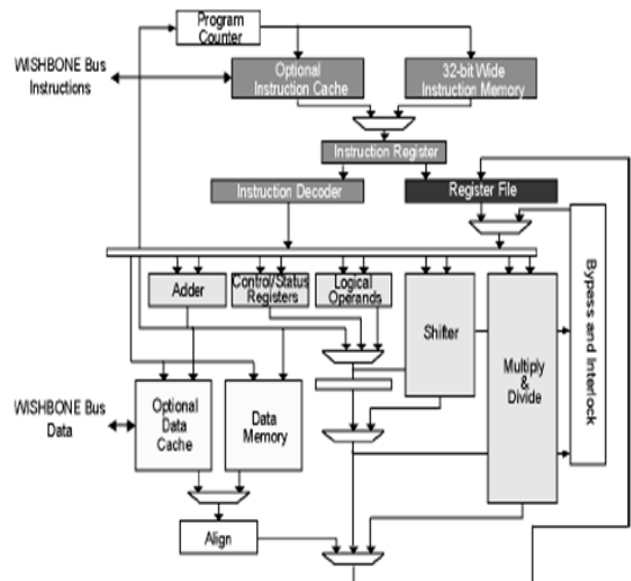 Program
Counter
WISHBONE Bus
Instructions
Optional
Instruction Cache
32-bit Wide
Instruction Memory
Instruction Register
Instruction Decoder
Register File
Adder
Control/Status
Registers
Logical
Operands
Shifter
Multiply
&
Divide
Bypass and Interlock
WISHBONE Bus
Data
Optional
Data
Cache
Data
Memory
Align